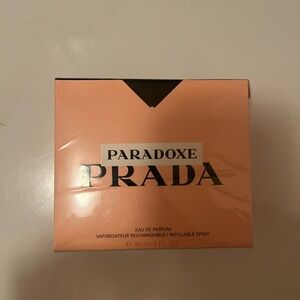 PARADOXE
PRADA
EAU DE PARFUM
VAPORISATEUR RECHARGEABLE / REFILLABLE SPRAY